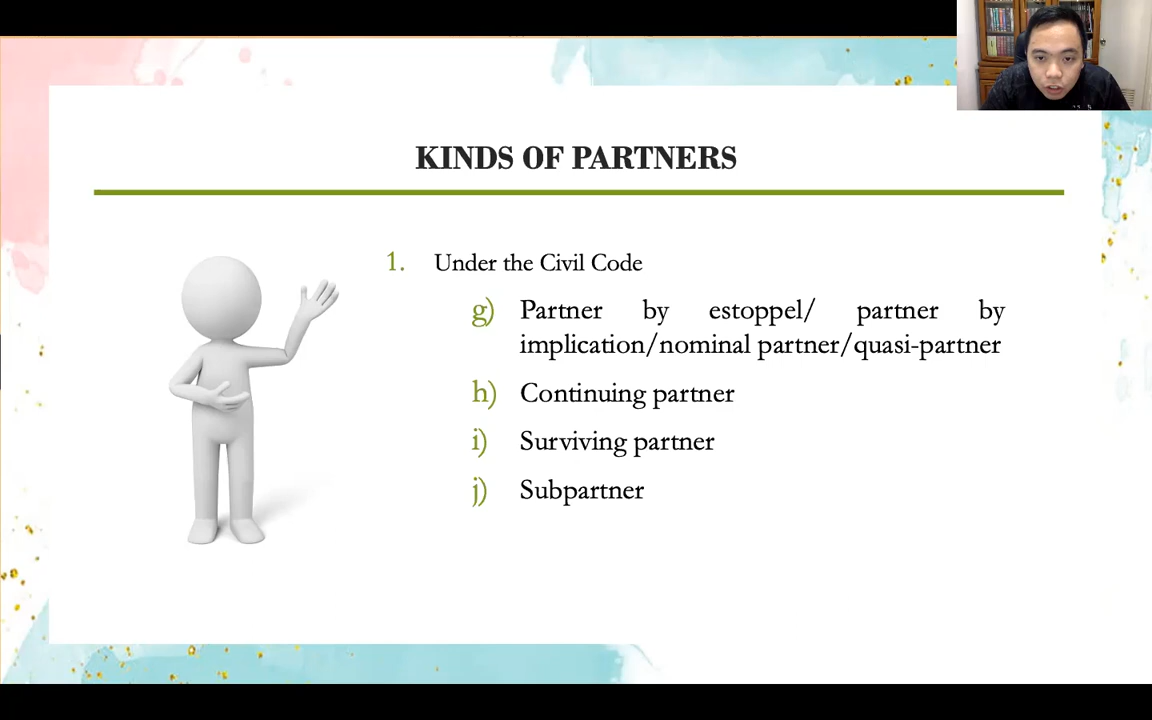 KINDS OF PARTNERS
1. Under the Civil Code
g) Partner by estoppel/ partner by
implication/nominal partner/quasi-partner
h) Continuing partner
i) Surviving partner
j) Subpartner